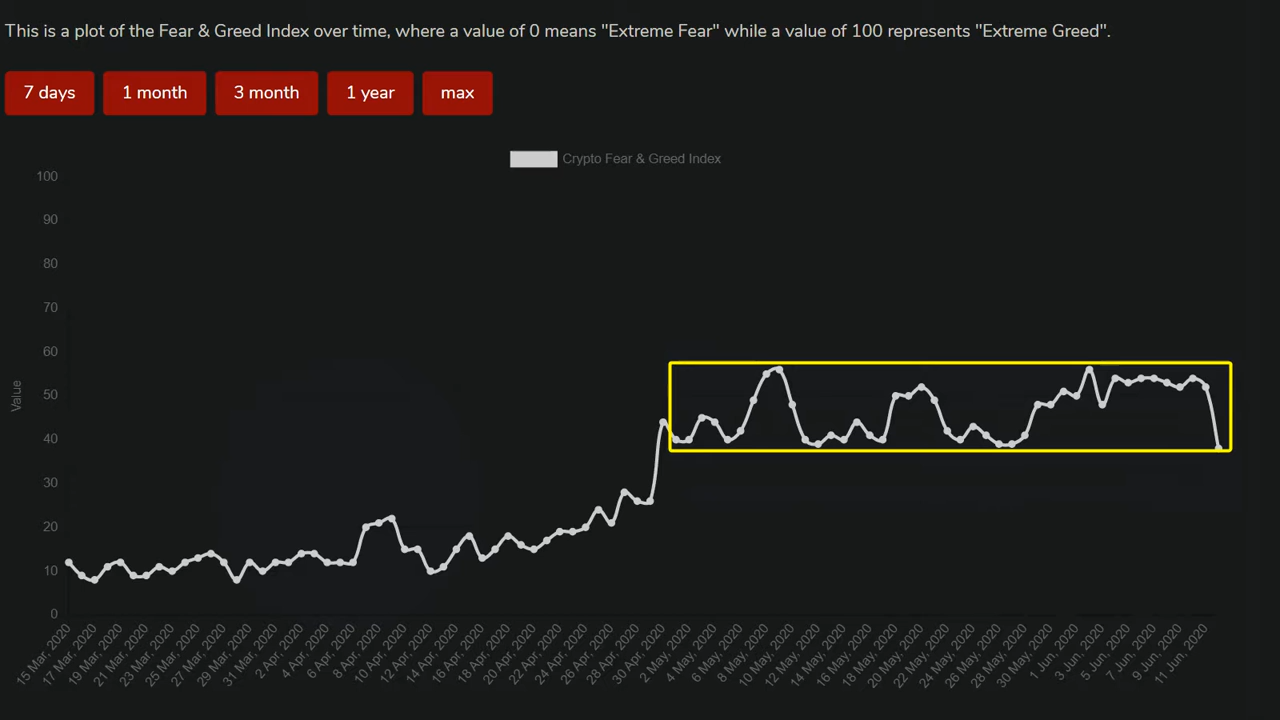 This is a plot of the Fear & Greed Index over time, where a value of 0 means "Extreme Fear" while a value of 100 represents "Extreme Greed".
7 days
1 month
3 month
1 year
max
Crypto Fear & Greed Index
100
90
80
70
60
50
40
30
20
10
0
Value
15 Mar, 2020
17 Mar, 2020
19 Mar, 2020
21 Mar, 2020
23 Mar, 2020
25 Mar, 2020
27 Mar, 2020
29 Mar, 2020
31 Mar, 2020
2 Apr, 2020
4 Apr, 2020
6 Apr, 2020
8 Apr, 2020
10 Apr, 2020
12 Apr, 2020
14 Apr, 2020
16 Apr, 2020
18 Apr, 2020
20 Apr, 2020
22 Apr, 2020
24 Apr, 2020
26 Apr, 2020
28 Apr, 2020
30 Apr, 2020
2 May, 2020
4 May, 2020
6 May, 2020
8 May, 2020
10 May, 2020
12 May, 2020
14 May, 2020
16 May, 2020
18 May, 2020
20 May, 2020
22 May, 2020
24 May, 2020
26 May, 2020
28 May, 2020
30 May, 2020
1 Jun, 2020
3 Jun, 2020
5 Jun, 2020
7 Jun, 2020
9 Jun, 2020
11 Jun, 2020